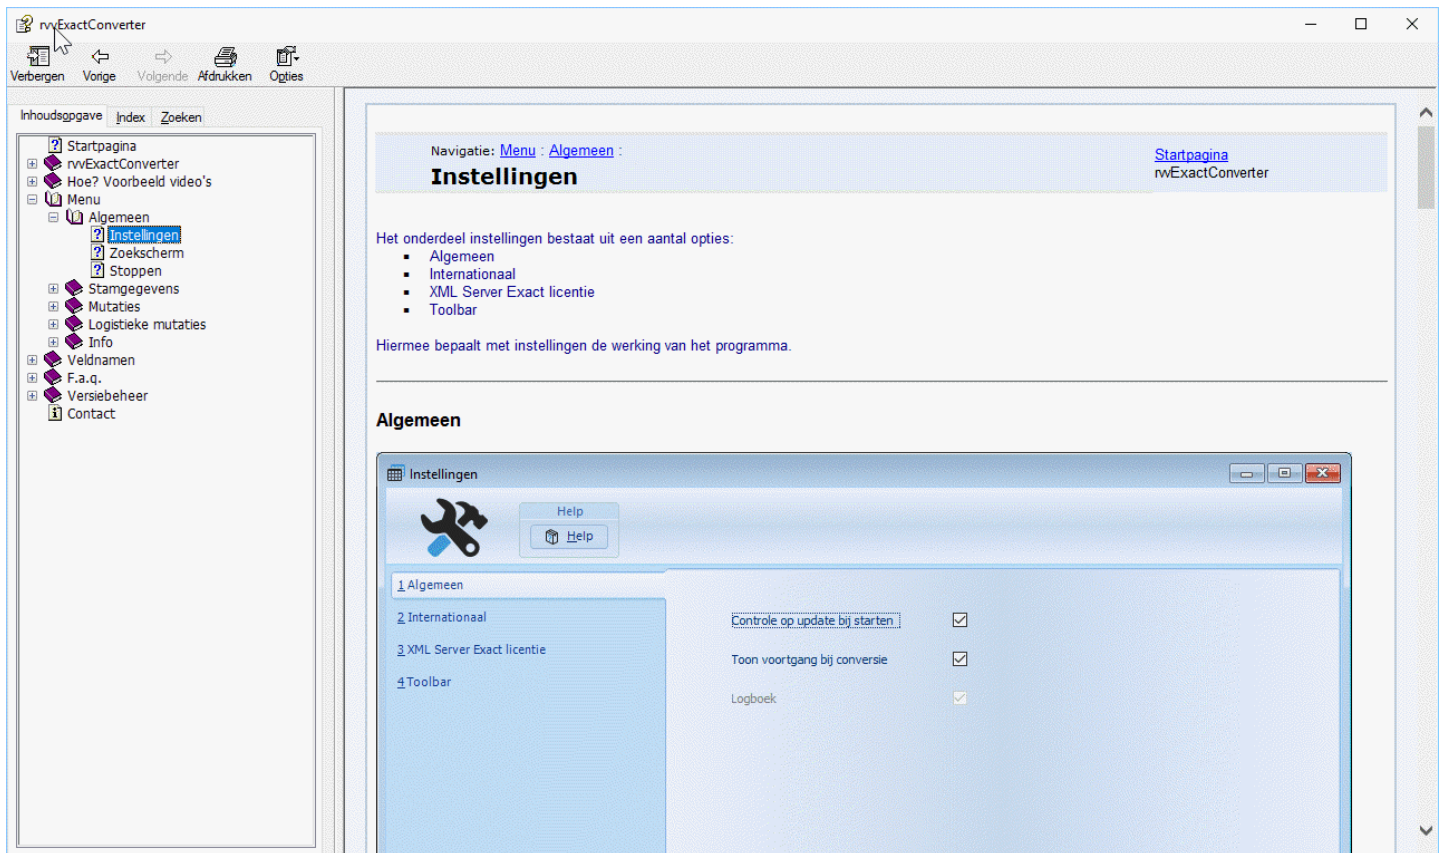 rvvExactConverter
Verbergen Vorige Volgende Afdrukken Opties
Inhoudsopgave Index Zoeken
Startpagina
rvvExactConverter
Hoe? Voorbeeld video's
Menu
Algemeen
Instellingen
Zoekscherm
Stoppen
Stamgegevens
Mutaties
Logistieke mutaties
Info
Veldnamen
F.a.q.
Versiebeheer
Contact
Navigatie: Menu : Algemeen :
Instellingen
Startpagina
rvvExactConverter
Het onderdeel instellingen bestaat uit een aantal opties:
Algemeen
Internationaal
XML Server Exact licentie
Toolbar
Hiermee bepaalt met instellingen de werking van het programma.
Algemeen
Instellingen
Help
Help
1 Algemeen
2 Internationaal
3 XML Server Exact licentie
4 Toolbar
Controle op update bij starten
Toon voortgang bij conversie
Logboek